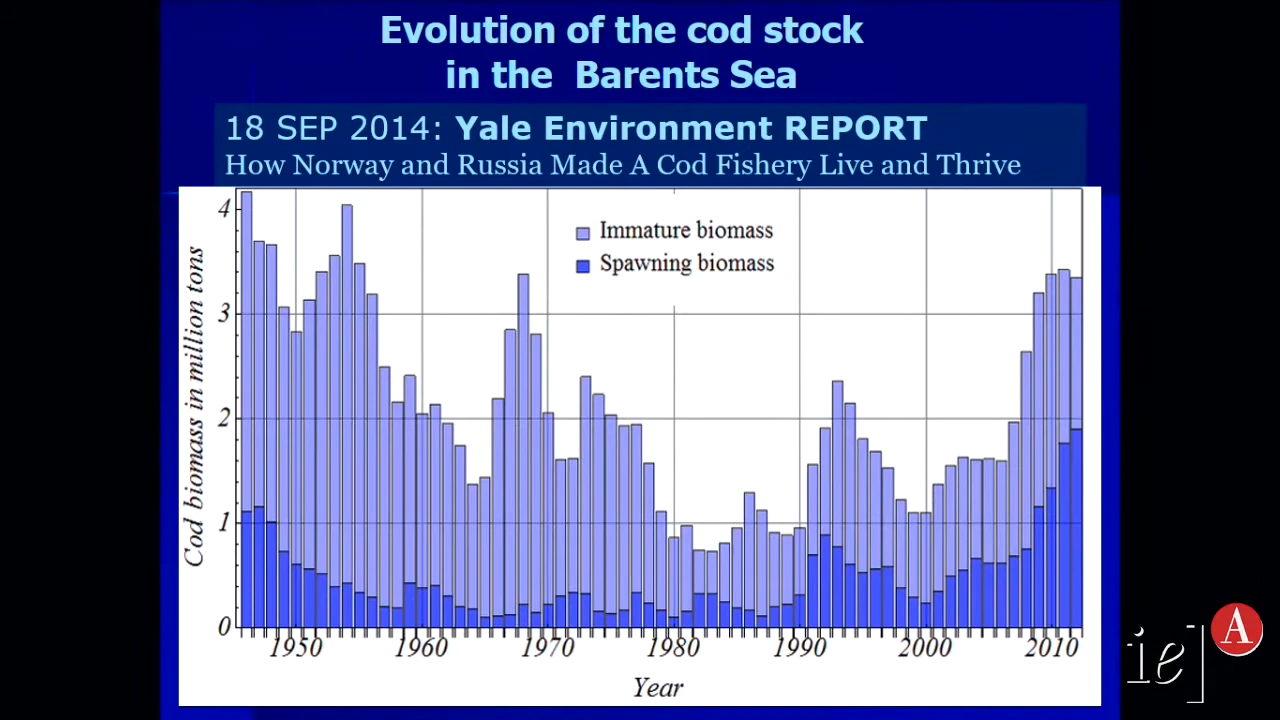 Evolution of the cod stock
in the Barents Sea
18 SEP 2014: Yale Environment REPORT
How Norway and Russia Made A Cod Fishery Live and Thrive
Immature biomass
Spawning biomass
Cod biomass in million tons
4
3
2
1
0
1950 1960 1970 1980 1990 2000 2010
Year
ie]
A